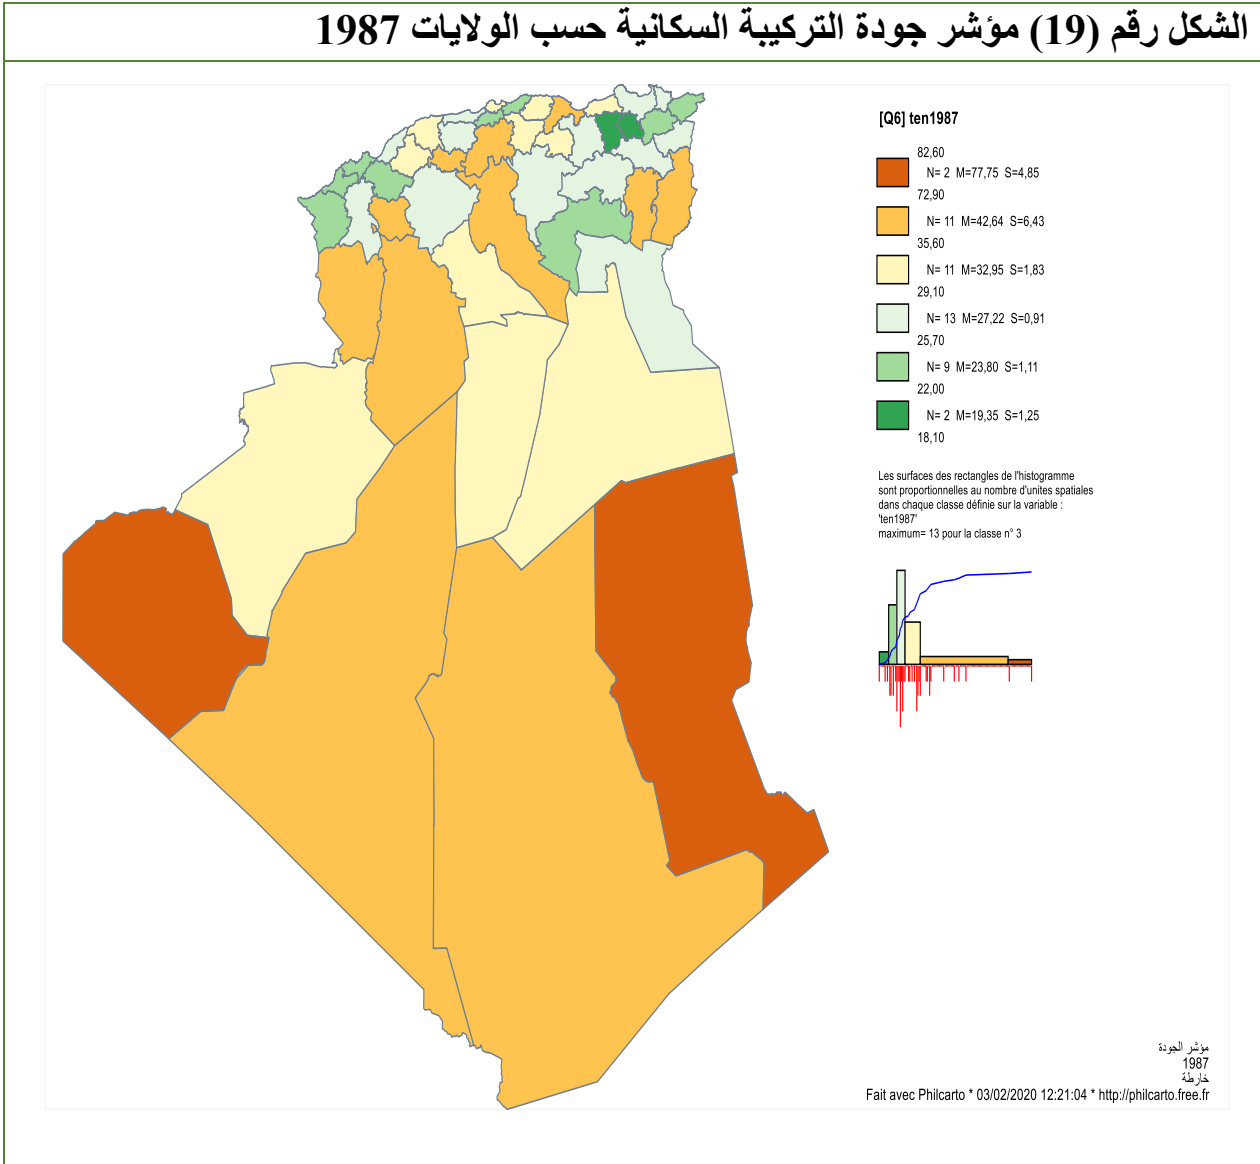 الشكل رقم (19) مؤشر جودة التركيبة السكانية حسب الولايات 1987
[Q6] ten1987
82,60
N= 2 M=77,75 S=4,85
72,90
N= 11 M=42,64 S=6,43
35,60
N= 11 M=32,95 S=1,83
29,10
N= 13 M=27,22 S=0,91
25,70
N= 9 M=23,80 S=1,11
22,00
N= 2 M=19,35 S=1,25
18,10
Les surfaces des rectangles de l'histogramme
sont proportionnelles au nombre d'unites spatiales
dans chaque classe définie sur la variable :
'ten1987'
maximum= 13 pour la classe n° 3
مؤشر الجودة
1987
خارطة
Fait avec Philcarto * 03/02/2020 12:21:04 * http://philcarto.free.fr